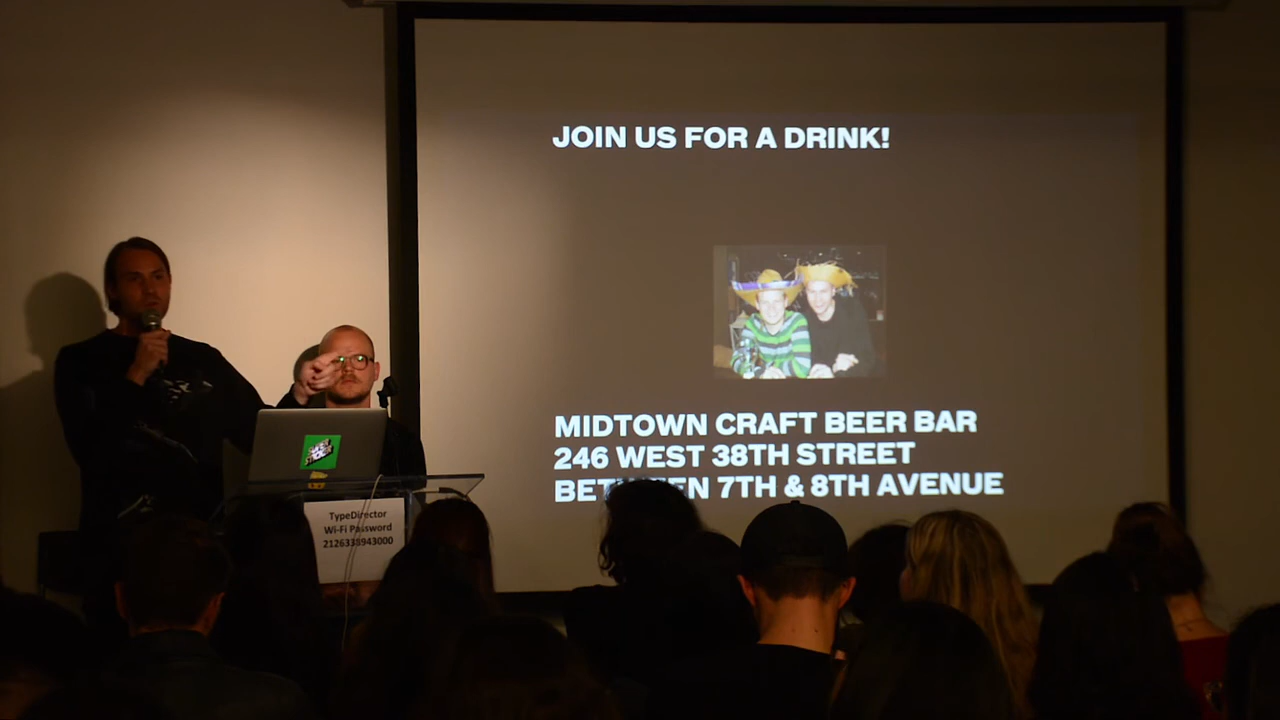 JOIN US FOR A DRINK!
MIDTOWN CRAFT BEER BAR
246 WEST 38TH STREET
BETWEEN 7TH & 8TH AVENUE
TypeDirector
Wi-Fi Password
2126338943000